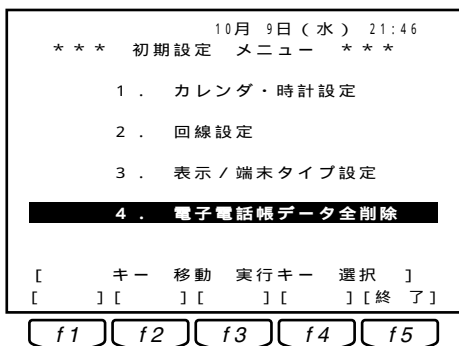 10月 9日(水) 21:46
*** 初期設定 メニュー ***
1. カレンダ・時計設定
2. 回線設定
3. 表示/端末タイプ設定
4. 電子電話帳データ全削除
[ キー 移動 実行キー 選択 ]
[ ][ ][ ][ ][終 了]
f1 f2 f3 f4 f5